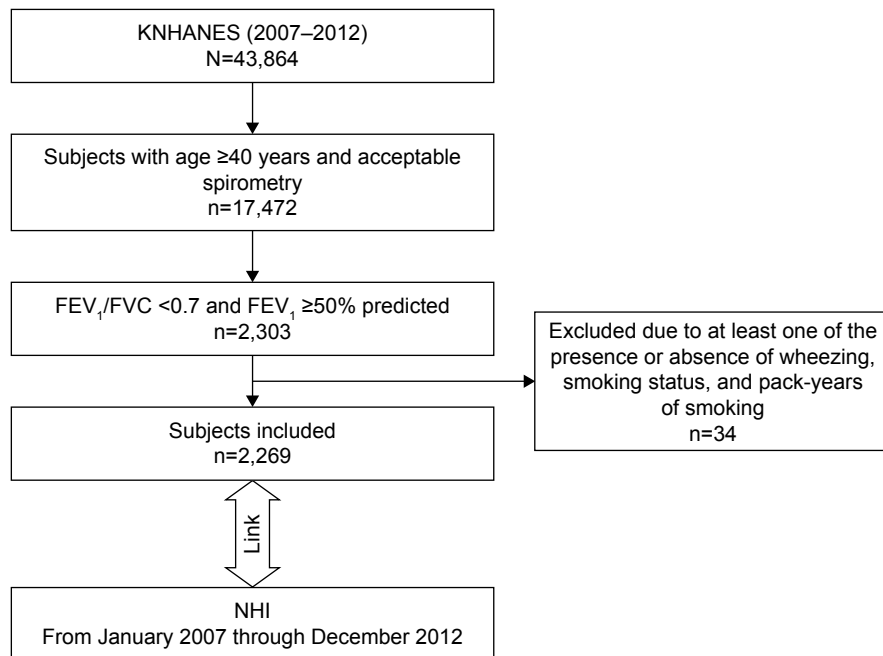 KNHANES (2007–2012)
N=43,864
Subjects with age ≥40 years and acceptable
spirometry
n=17,472
FEV₁/FVC <0.7 and FEV₁ ≥50% predicted
n=2,303
Excluded due to at least one of the
presence or absence of wheezing,
smoking status, and pack-years
of smoking
n=34
Subjects included
n=2,269
Link
NHI
From January 2007 through December 2012